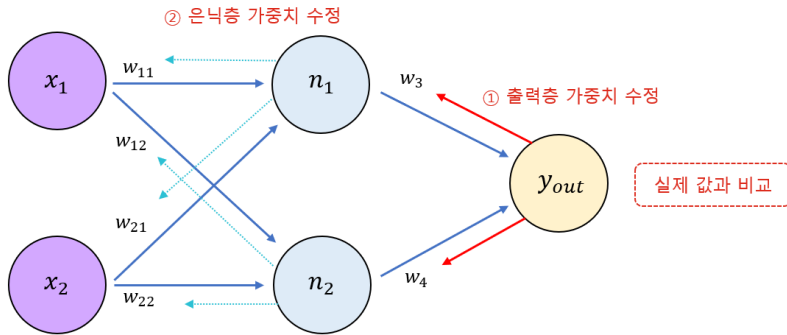 ② 은닉층 가중치 수정
x₁
w₁₁
n₁
w₃
① 출력층 가중치 수정
w₁₂
y_out
실제 값과 비교
w₂₁
x₂
w₂₂
n₂
w₄